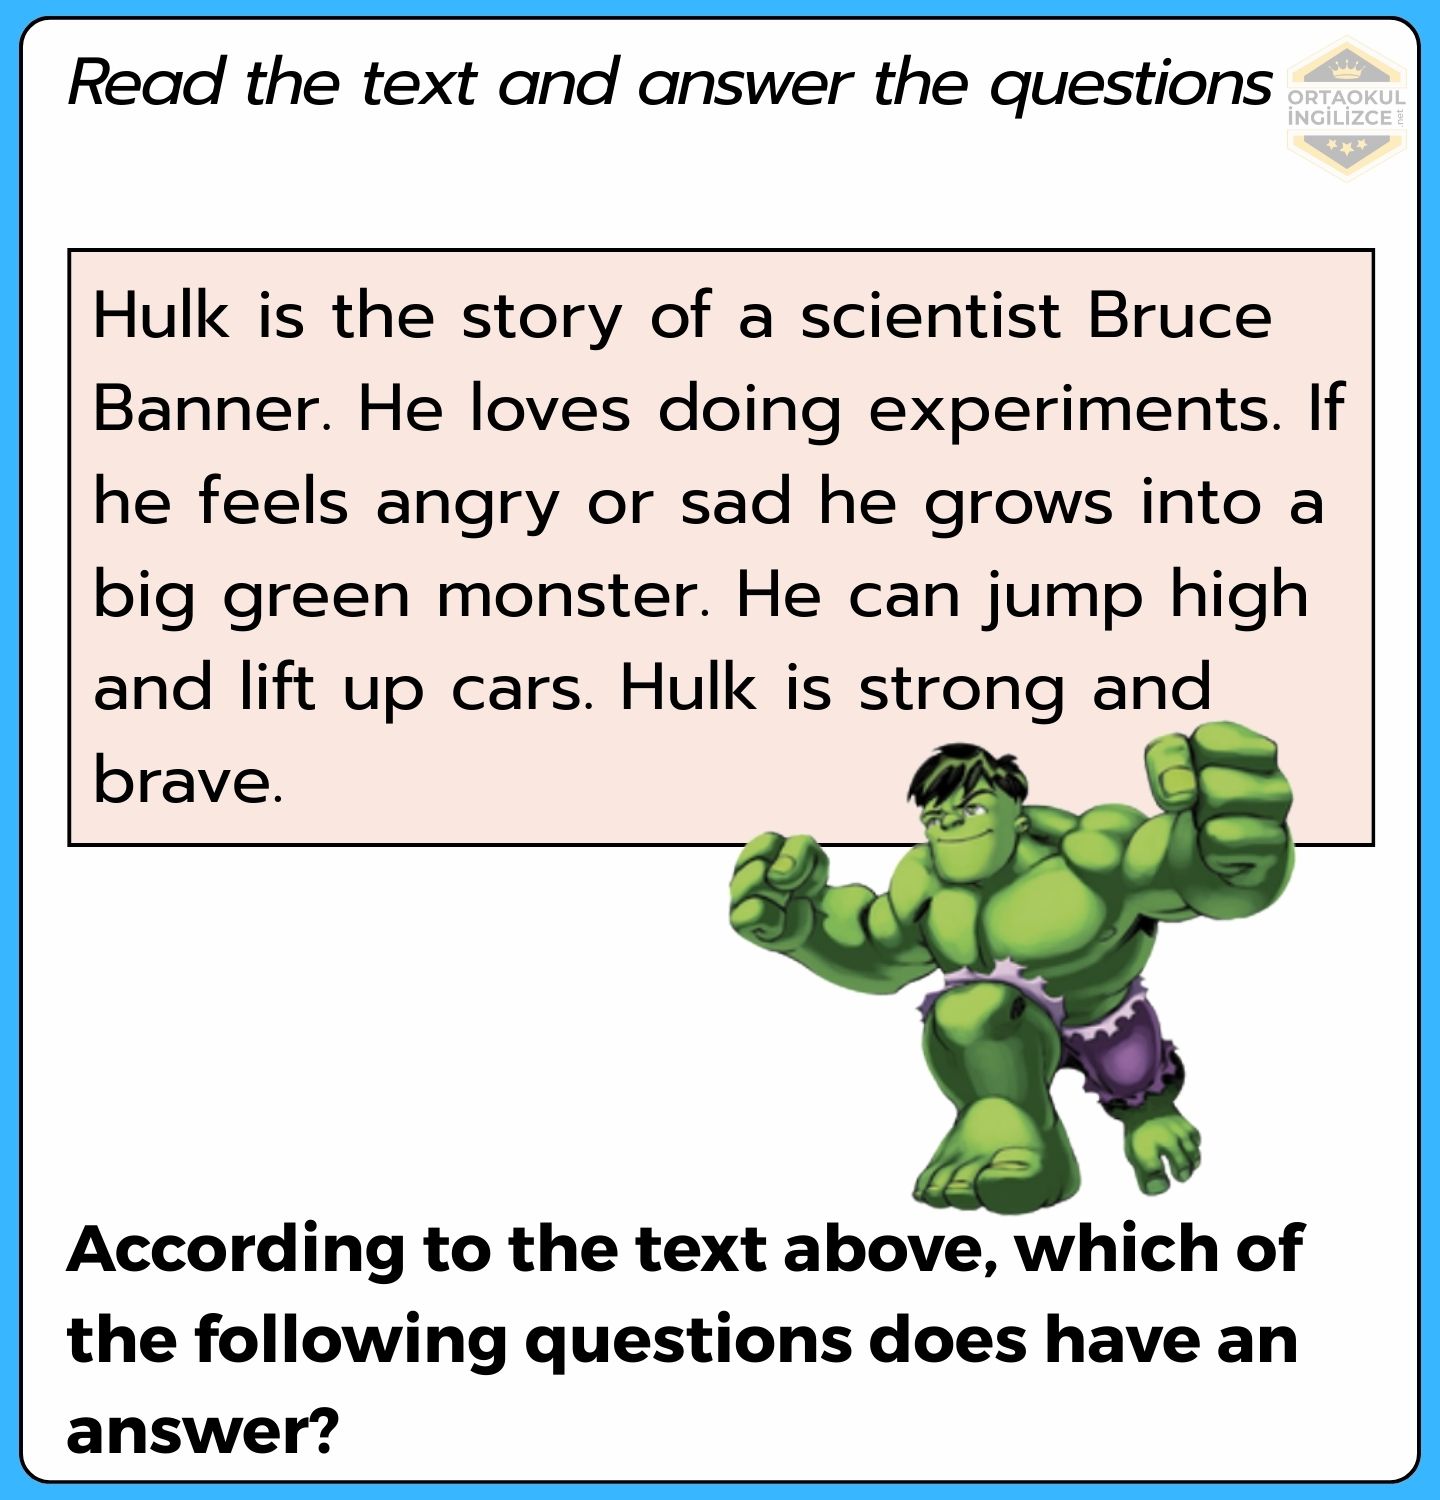 Read the text and answer the questions
ORTAOKUL
İNGİLİZCE
.net
Hulk is the story of a scientist Bruce
Banner. He loves doing experiments. If
he feels angry or sad he grows into a
big green monster. He can jump high
and lift up cars. Hulk is strong and
brave.
According to the text above, which of
the following questions does have an
answer?